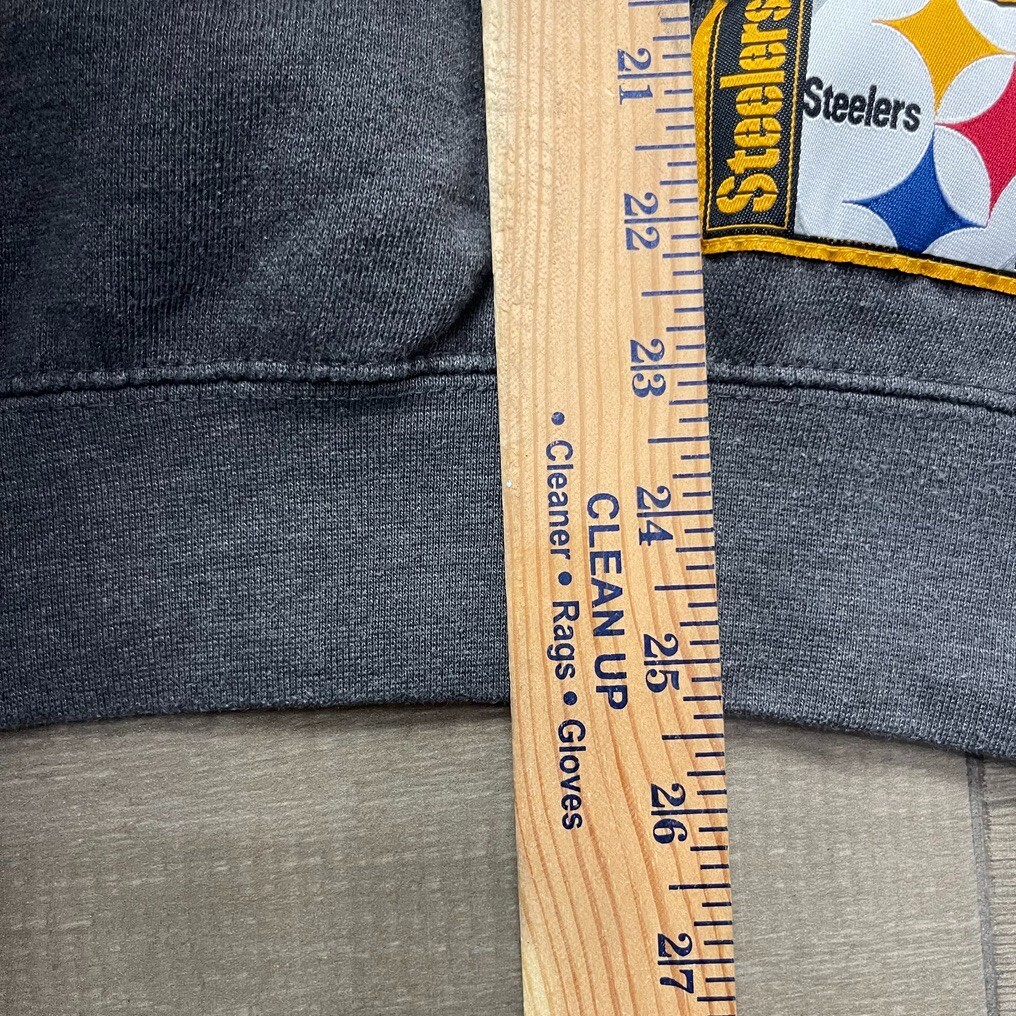 21
22
23
24
25
26
27
CLEAN UP
• Cleaner • Rags • Gloves
Steelers
Steelers